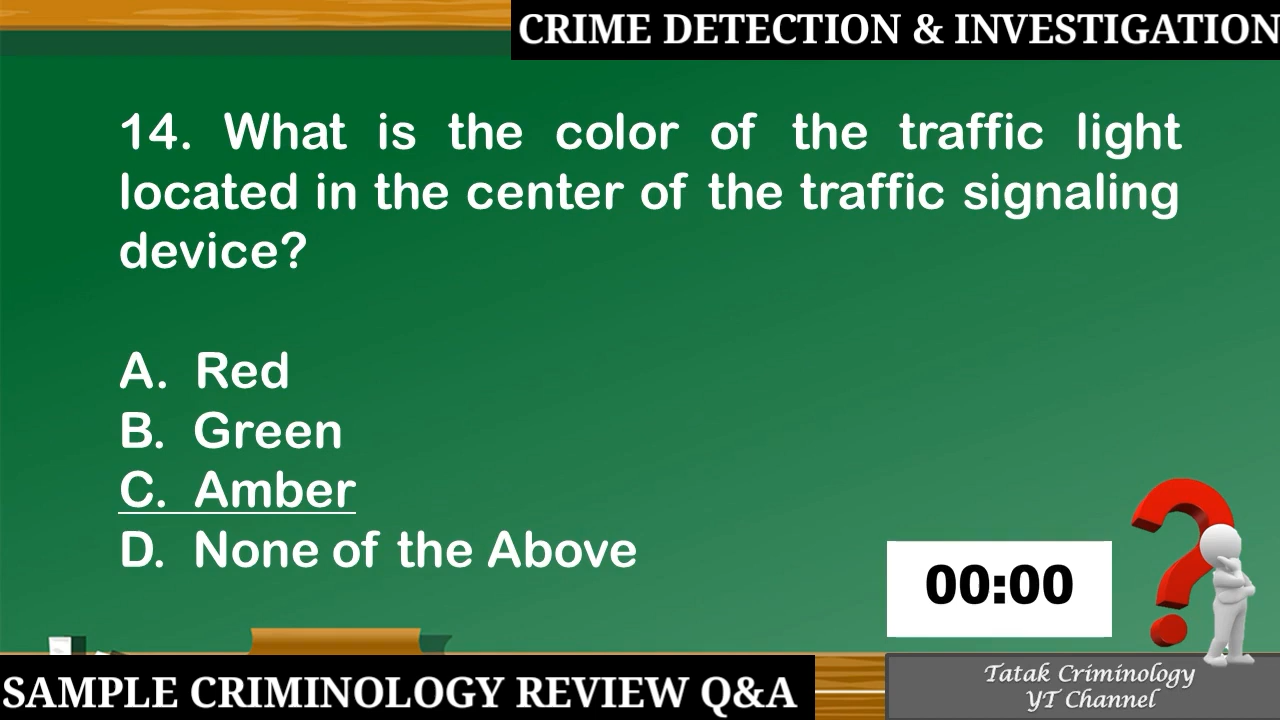 CRIME DETECTION & INVESTIGATION
14. What is the color of the traffic light
located in the center of the traffic signaling
device?
A. Red
B. Green
C. Amber
D. None of the Above
00:00
SAMPLE CRIMINOLOGY REVIEW Q&A
Tatak Criminology
YT Channel